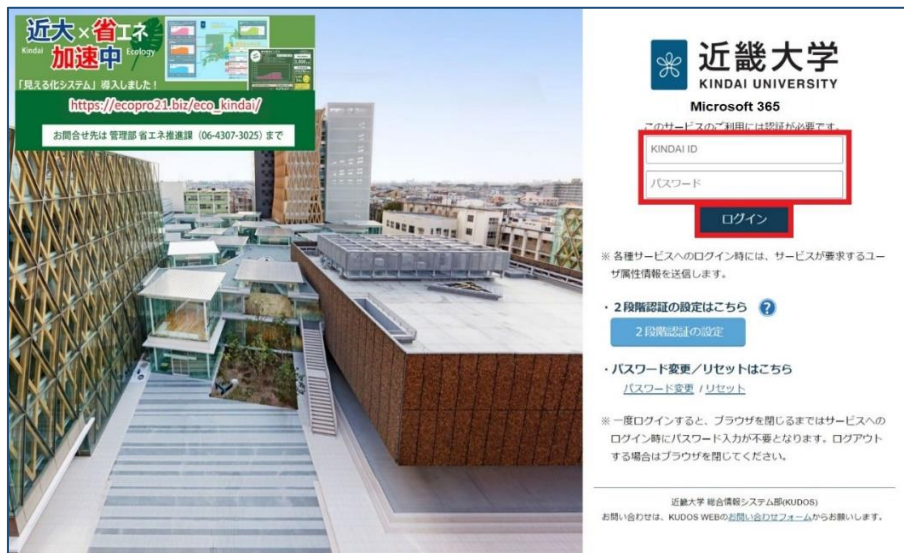 近大×省エネ
Kindai
加速中
Ecology
「見える化システム」導入しました！
https://ecopro21.biz/eco_kindai/
お問合せ先は 管理部 省エネ推進課（06-4307-3025）まで
近畿大学
KINDAI UNIVERSITY
Microsoft 365
このサービスのご利用には認証が必要です。
KINDAI ID
パスワード
ログイン
※ 各種サービスへのログイン時には、サービスが要求するユー
ザ属性情報を送信します。
・２段階認証の設定はこちら ?
２段階認証の設定
・パスワード変更／リセットはこちら
パスワード変更 / リセット
※ 一度ログインすると、ブラウザを閉じるまではサービスへの
ログイン時にパスワード入力が不要となります。ログアウト
する場合はブラウザを閉じてください。
近畿大学 総合情報システム部(KUDOS)
お問い合わせは、KUDOS WEBのお問い合わせフォームからお願いします。